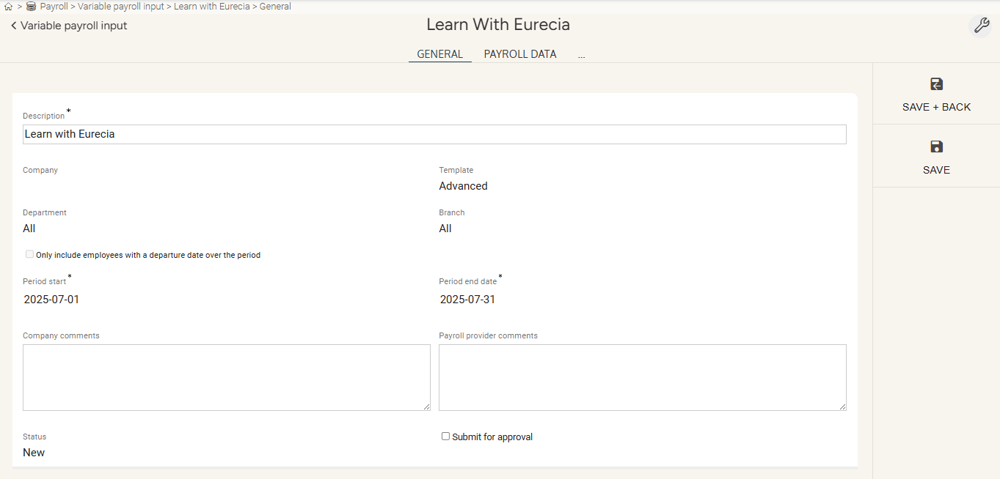 > Payroll > Variable payroll input > Learn with Eurecia > General
Variable payroll input
Learn With Eurecia
GENERAL PAYROLL DATA ...
SAVE + BACK
SAVE
Description *
Learn with Eurecia
Company Template
Advanced
Department Branch
All All
Only include employees with a departure date over the period
Period start * Period end date *
2025-07-01 2025-07-31
Company comments Payroll provider comments
Status Submit for approval
New